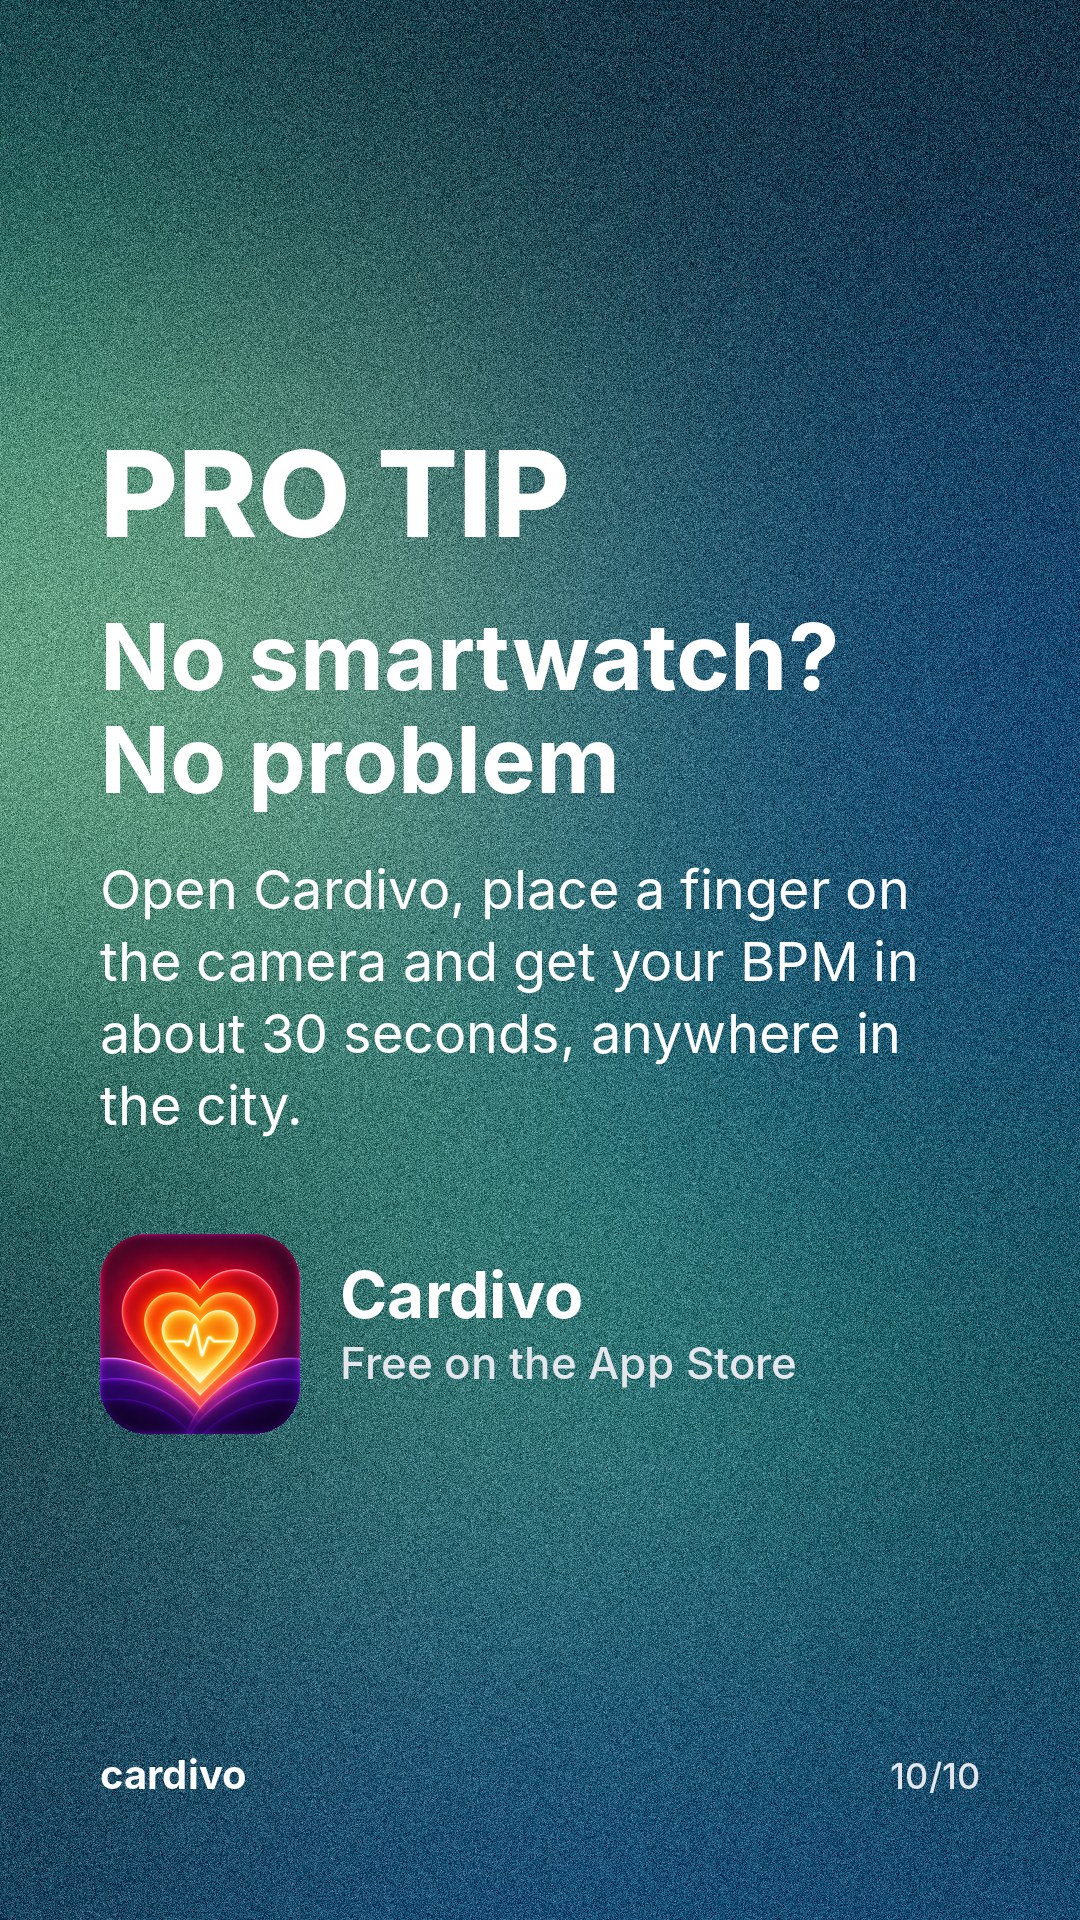 PRO TIP
No smartwatch?
No problem
Open Cardivo, place a finger on
the camera and get your BPM in
about 30 seconds, anywhere in
the city.
Cardivo
Free on the App Store
cardivo
10/10